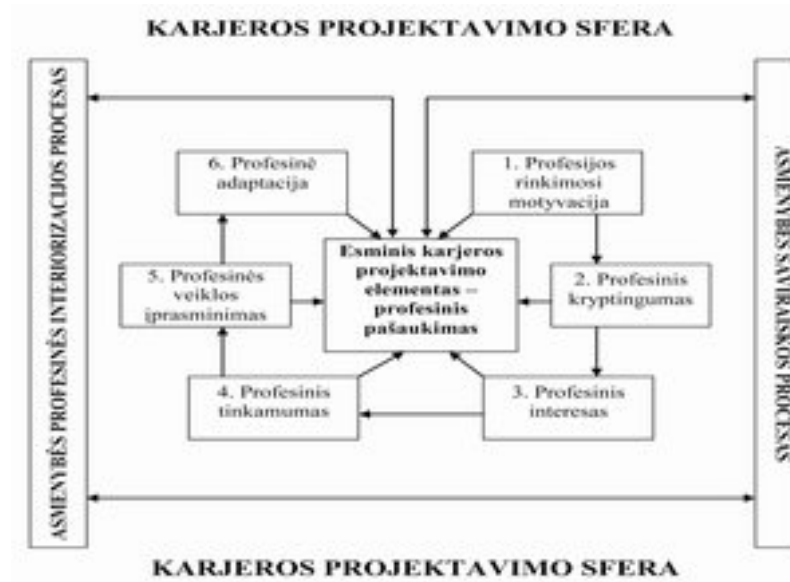 KARJEROS PROJEKTAVIMO SFERA
ASMENYBĖS PROFESINĖS INTERIORIZACIJOS PROCESAS
6. Profesinė
adaptacija
1. Profesijos
rinkimosi
motyvacija
5. Profesinės
veiklos
įprasminimas
Esminis karjeros
projektavimo
elementas –
profesinis
pašaukimas
2. Profesinis
kryptingumas
4. Profesinis
tinkamumas
3. Profesinis
interesas
ASMENYBĖS SAVIRAIŠKOS PROCESAS
KARJEROS PROJEKTAVIMO SFERA